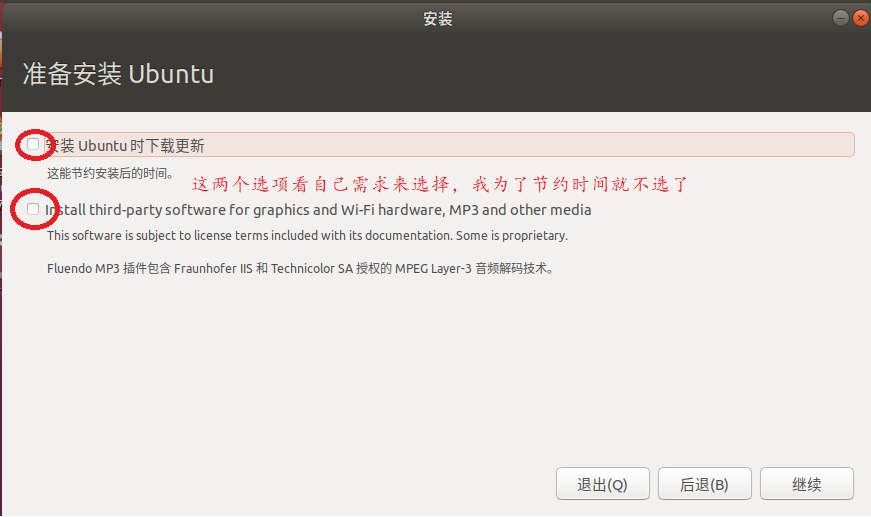 安装
准备安装 Ubuntu
安装 Ubuntu 时下载更新
这能节约安装后的时间。
这两个选项看自己需求来选择，我为了节约时间就不选了
Install third-party software for graphics and Wi-Fi hardware, MP3 and other media
This software is subject to license terms included with its documentation. Some is proprietary.
Fluendo MP3 插件包含 Fraunhofer IIS 和 Technicolor SA 授权的 MPEG Layer-3 音频解码技术。
退出(Q) 后退(B) 继续